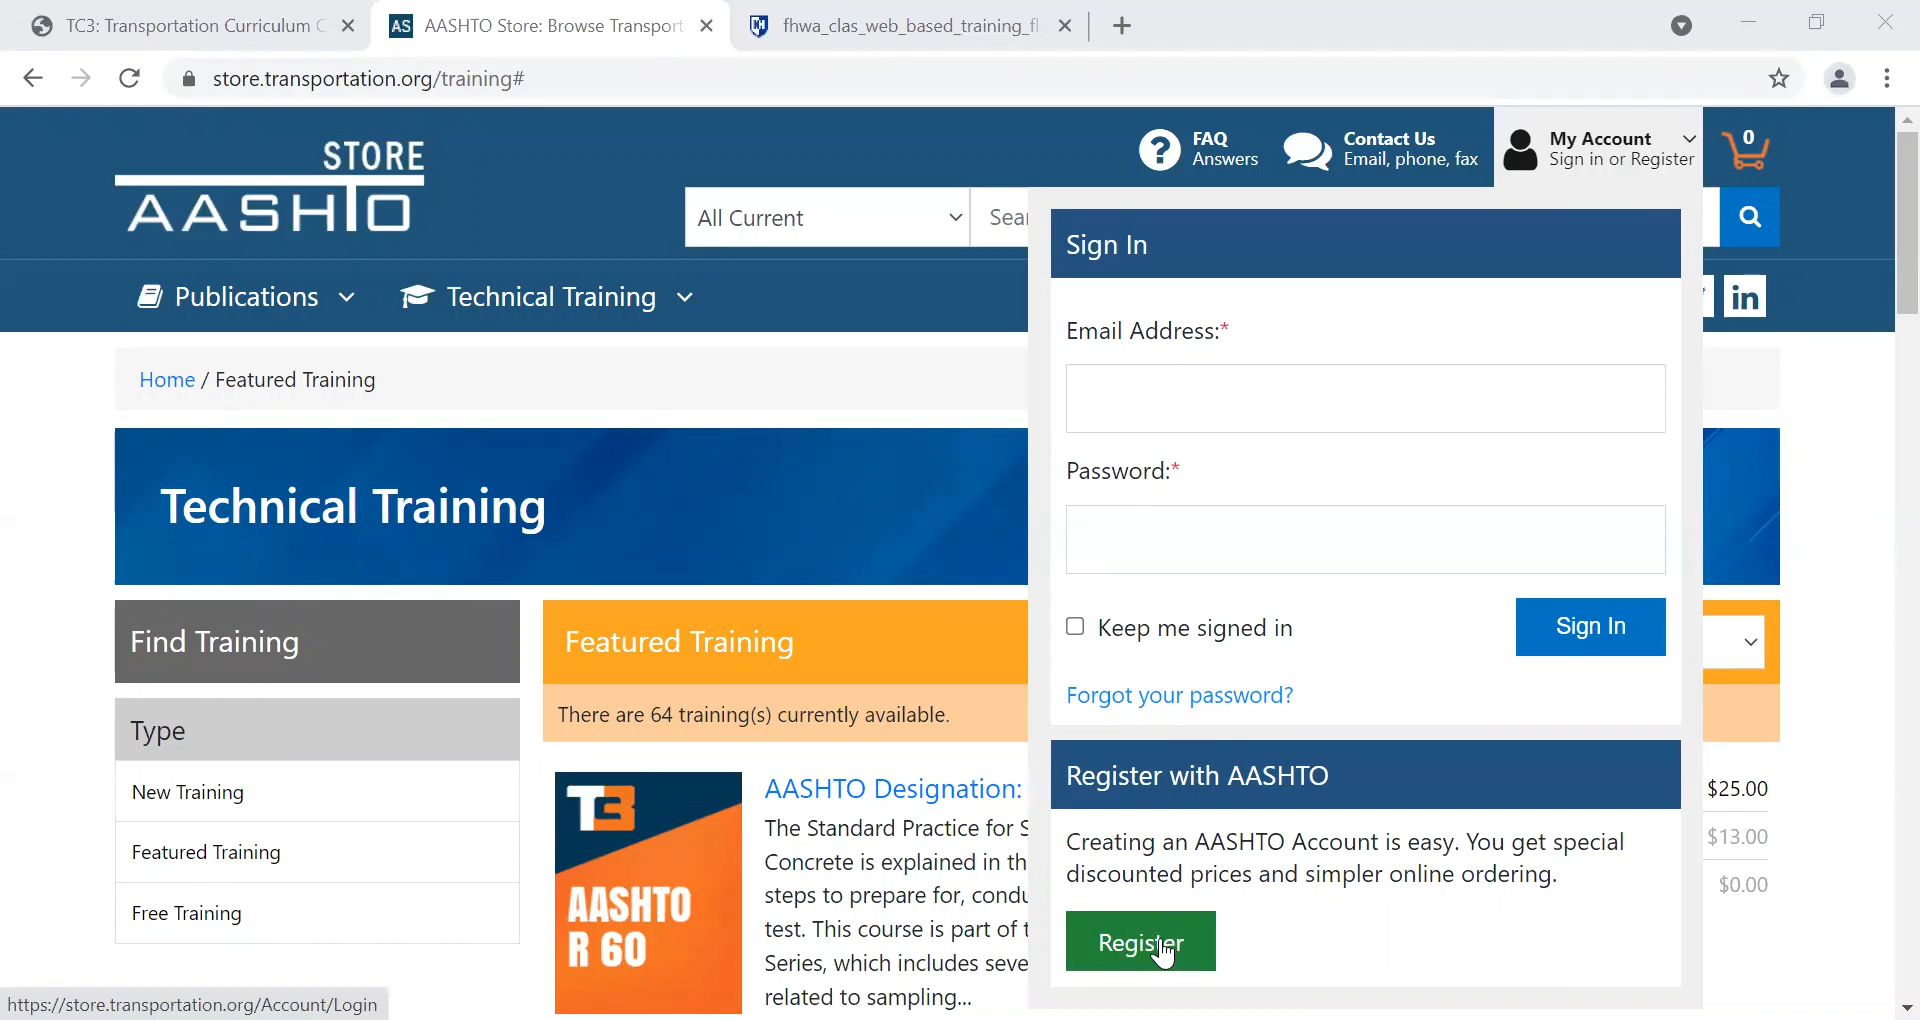 TC3: Transportation Curriculum C
AASHTO Store: Browse Transport
fhwa_clas_web_based_training_fl
store.transportation.org/training#
STORE
AASHTO
FAQ
Answers
Contact Us
Email, phone, fax
My Account
Sign in or Register
0
All Current
Sear
Publications
Technical Training
in
Home / Featured Training
Technical Training
Find Training
Type
New Training
Featured Training
Free Training
Featured Training
There are 64 training(s) currently available.
T3
AASHTO
R 60
AASHTO Designation:
The Standard Practice for S
Concrete is explained in th
steps to prepare for, condu
test. This course is part of t
Series, which includes seve
related to sampling...
Sign In
Email Address:*
Password:*
Keep me signed in
Sign In
Forgot your password?
Register with AASHTO
Creating an AASHTO Account is easy. You get special
discounted prices and simpler online ordering.
Register
$25.00
$13.00
$0.00
https://store.transportation.org/Account/Login